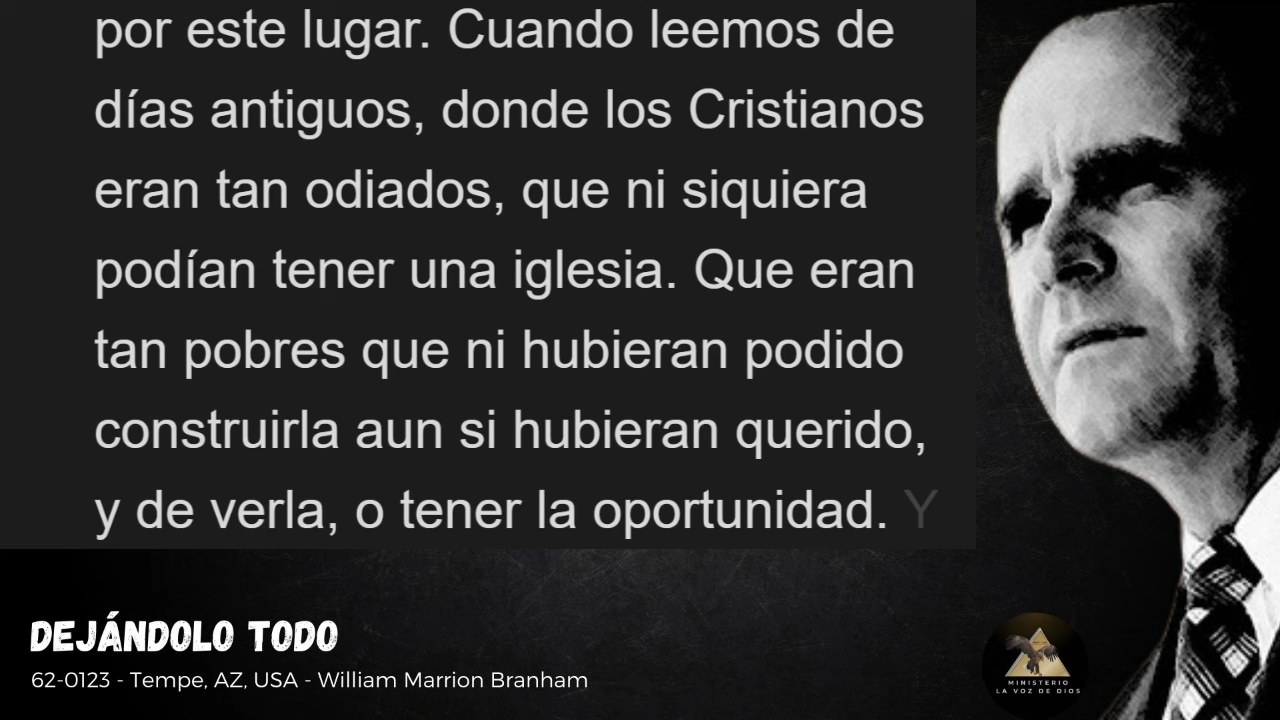 por este lugar. Cuando leemos de
días antiguos, donde los Cristianos
eran tan odiados, que ni siquiera
podían tener una iglesia. Que eran
tan pobres que ni hubieran podido
construirla aun si hubieran querido,
y de verla, o tener la oportunidad. Y
DEJÁNDOLO TODO
62-0123 - Tempe, AZ, USA - William Marrion Branham
MINISTERIO
LA VOZ DE DIOS